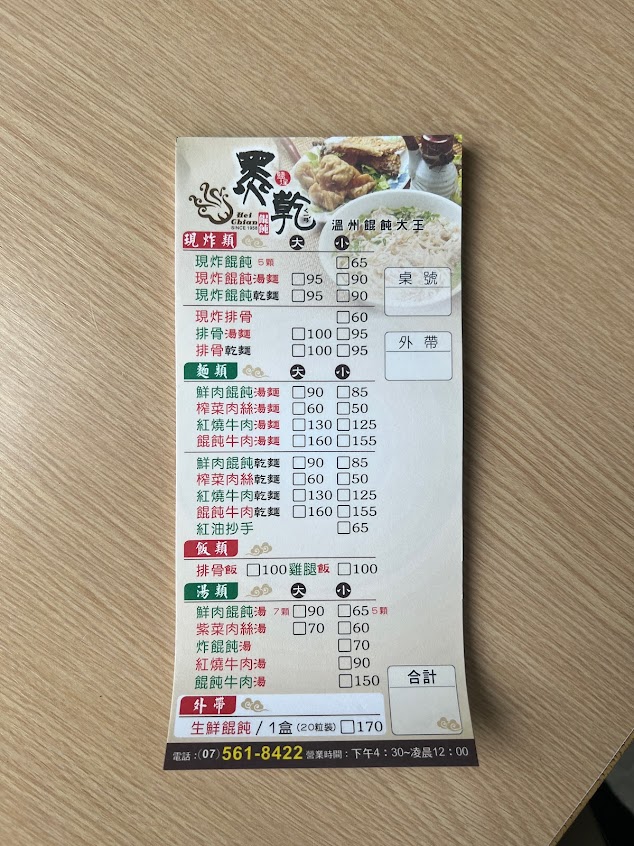 炁乾
Hei
Chian
餛飩
SINCE 1958
溫州餛飩大王
現炸類 大 小
現炸餛飩 5顆 65
現炸餛飩湯麵 95 90
現炸餛飩乾麵 95 90
現炸排骨 60
排骨湯麵 100 95
排骨乾麵 100 95
桌號
外帶
麵類 大 小
鮮肉餛飩湯麵 90 85
榨菜肉絲湯麵 60 50
紅燒牛肉湯麵 130 125
餛飩牛肉湯麵 160 155
鮮肉餛飩乾麵 90 85
榨菜肉絲乾麵 60 50
紅燒牛肉乾麵 130 125
餛飩牛肉乾麵 160 155
紅油抄手 65
飯類
排骨飯 100 雞腿飯 100
湯類 大 小
鮮肉餛飩湯 7顆 90 65 5顆
紫菜肉絲湯 70 60
炸餛飩湯 70
紅燒牛肉湯 90
餛飩牛肉湯 150
合計
外帶
生鮮餛飩 / 1盒 (20粒裝) 170
電話：(07) 561-8422 營業時間：下午4：30~凌晨12：00